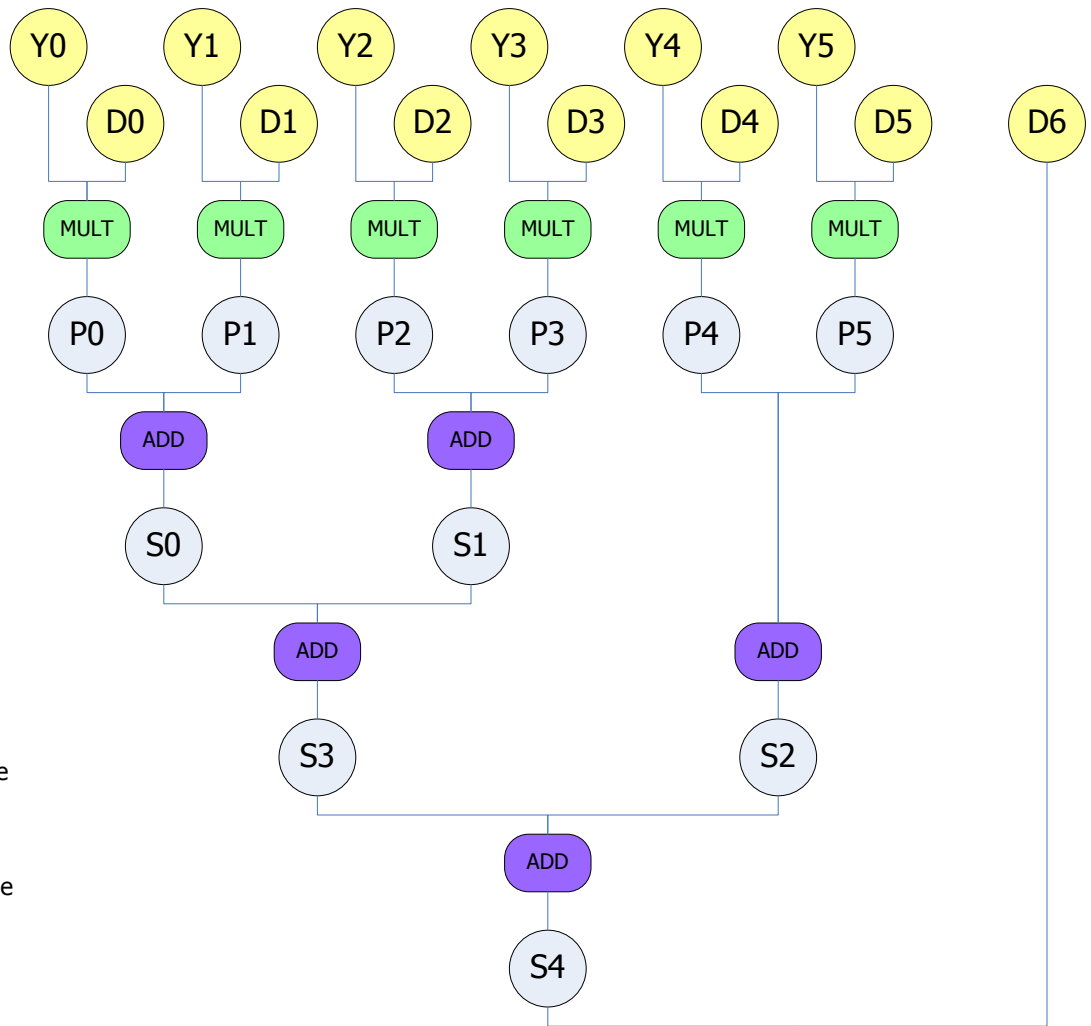 Y0 Y1 Y2 Y3 Y4 Y5
D0 D1 D2 D3 D4 D5 D6
MULT MULT MULT MULT MULT MULT
P0 P1 P2 P3 P4 P5
ADD ADD
S0 S1
ADD ADD
S3 S2
e
ADD
e
S4